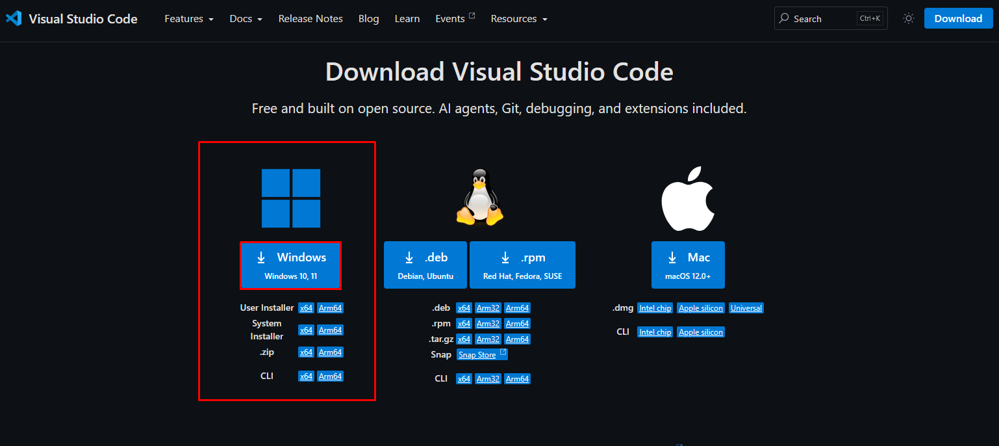 Visual Studio Code Features Docs Release Notes Blog Learn Events Resources Search Ctrl+K Download
Download Visual Studio Code
Free and built on open source. AI agents, Git, debugging, and extensions included.
Windows
Windows 10, 11
User Installer x64 Arm64
System
Installer x64 Arm64
.zip x64 Arm64
CLI x64 Arm64
.deb
Debian, Ubuntu
.rpm
Red Hat, Fedora, SUSE
.deb x64 Arm32 Arm64
.rpm x64 Arm32 Arm64
.tar.gz x64 Arm32 Arm64
Snap Snap Store
CLI x64 Arm32 Arm64
Mac
macOS 12.0+
.dmg Intel chip Apple silicon Universal
CLI Intel chip Apple silicon